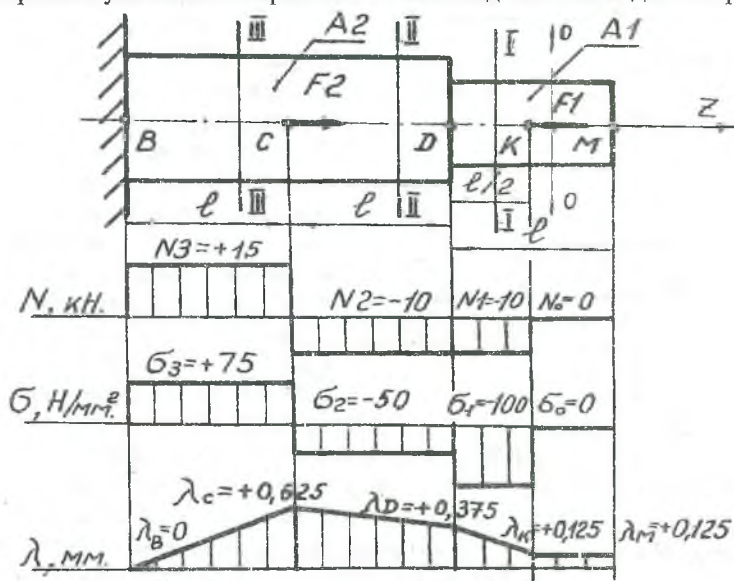 III A2 II I O A1
F2 F1 Z
B C D K M
l/2
III II I O
l l l
N3=+15
N, кН. N2=-10 N1=-10 N₀=0
σ₃=+75
σ, Н/мм². σ₂=-50 σ₁=-100 σ₀=0
λc=+0,625
λB=0 λD=+0,375
λK=+0,125 λM=+0,125
λ, мм.